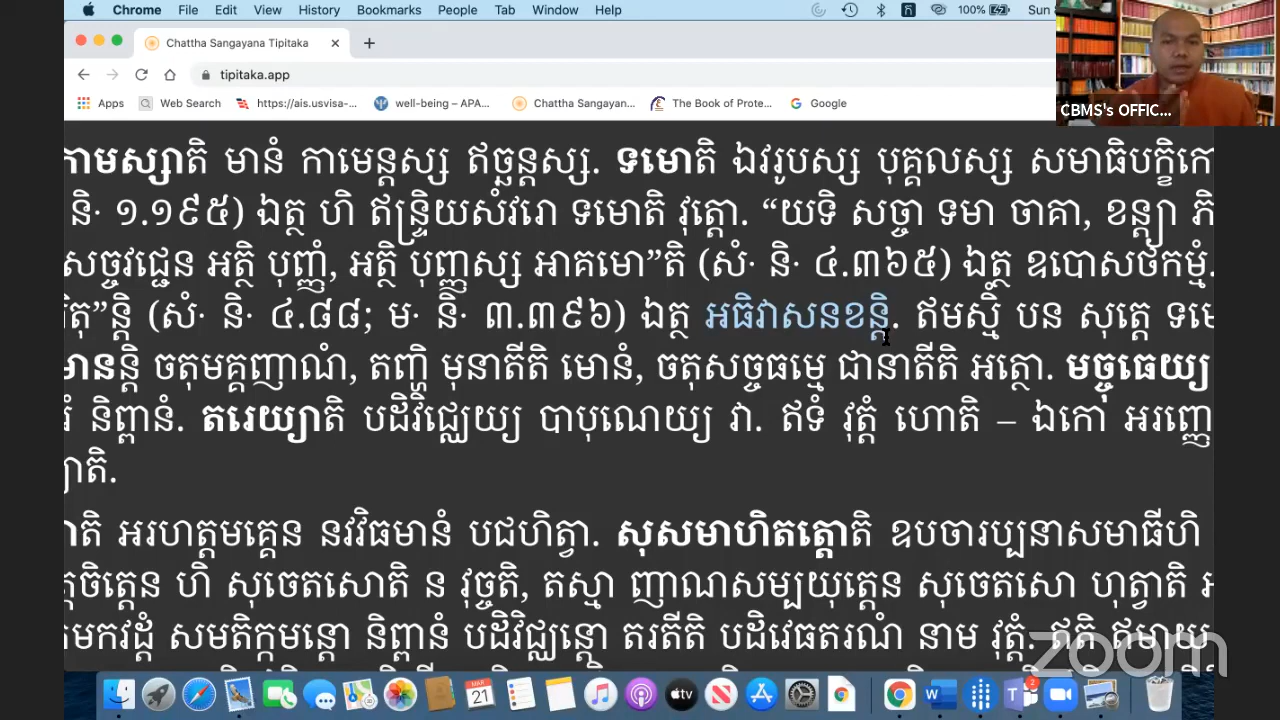 Chrome File Edit View History Bookmarks People Tab Window Help 100% Sun
Chattha Sangayana Tipitaka
tipitaka.app
Apps Web Search https://ais.usvisa-... well-being – APA... Chattha Sangayan... The Book of Prote... Google
CBMS's OFFIC...
កាមស្សាតិ មានំ កាមេន្តស្ស ឥច្ឆន្តស្ស. ទមោតិ ឯវរូបស្ស បុគ្គលស្ស សមាធិបក្ខិកោ
និ· ១.១៩៥) ឯត្ថ ហិ ឥន្ទ្រិយសំវរោ ទមោតិ វុត្តោ. “យទិ សច្ចា ទមា ចាគា, ខន្ត្យា ភិ
សច្ចវជ្ជេន អត្ថិ បុញ្ញំ, អត្ថិ បុញ្ញស្ស អាគមោ”តិ (សំ· និ· ៤.៣៦៥) ឯត្ថ ឧបោសថកម្មំ.
តុ”ន្តិ (សំ· និ· ៤.៨៨; ម· និ· ៣.៣៩៦) ឯត្ថ អធិវាសនខន្តិ. ឥមស្មិំ បន សុត្តេ ទមេ
មានន្តិ ចតុមគ្គញាណំ, តញ្ហិ មុនាតីតិ មោនំ, ចតុសច្ចធម្មេ ជានាតីតិ អត្ថោ. មច្ចុធេយ្យ
និព្ពានំ. តរេយ្យាតិ បដិវិជ្ឈេយ្យ បាបុណេយ្យ វា. ឥទំ វុត្តំ ហោតិ – ឯកោ អរញ្ញេ
តិ.
តិ អរហត្តមគ្គេន នវវិធមានំ បជហិត្វា. សុសមាហិតត្តោតិ ឧបចារប្បនាសមាធីហិ
ចិត្តេន ហិ សុចេតសោតិ ន វុច្ចតិ, តស្មា ញាណសម្បយុត្តេន សុចេតសោ ហុត្វាតិ
មកវដ្ដំ សមតិក្កមន្តោ និព្ពានំ បដិវិជ្ឈន្តោ តរតីតិ បដិវេធតរណំ នាម វុត្តំ. ឥតិ ឥមាយ
zoom
MAR 21 tv W T 2